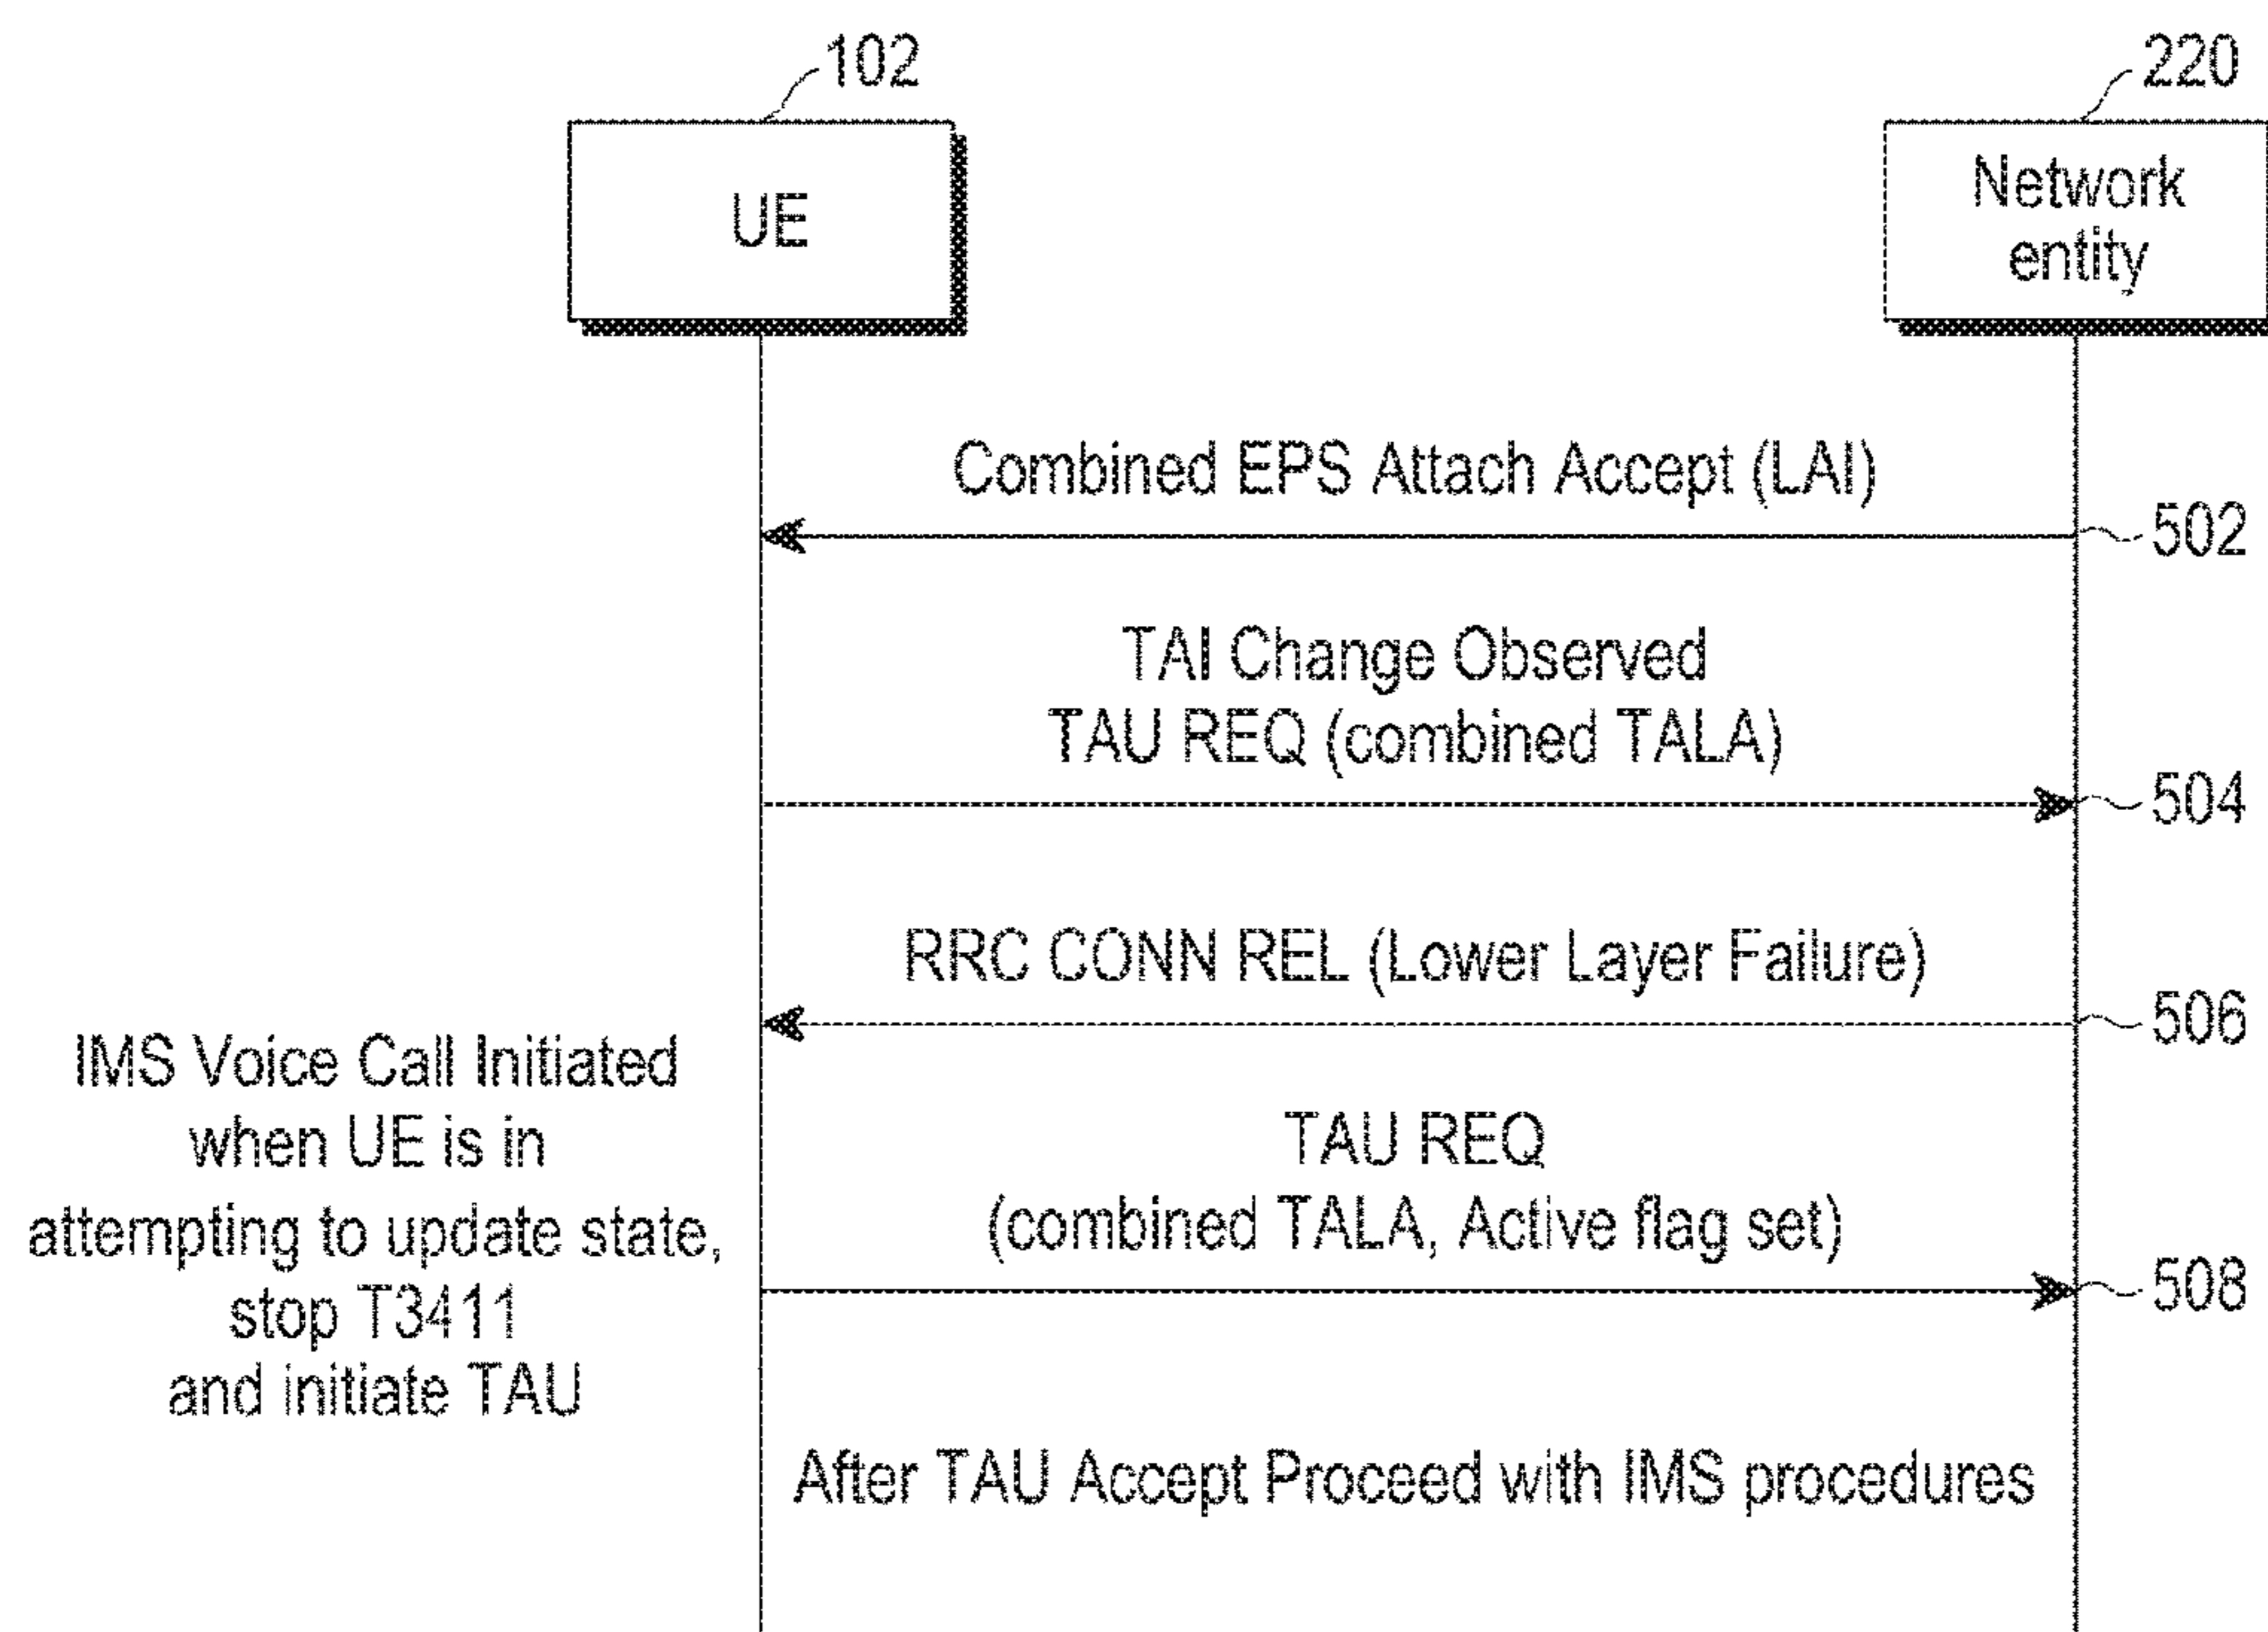 102
220
UE
Network
entity
Combined EPS Attach Accept (LAI)
502
TAI Change Observed
TAU REQ (combined TALA)
504
RRC CONN REL (Lower Layer Failure)
506
IMS Voice Call Initiated
when UE is in
attempting to update state,
stop T3411
and initiate TAU
TAU REQ
(combined TALA, Active flag set)
508
After TAU Accept Proceed with IMS procedures